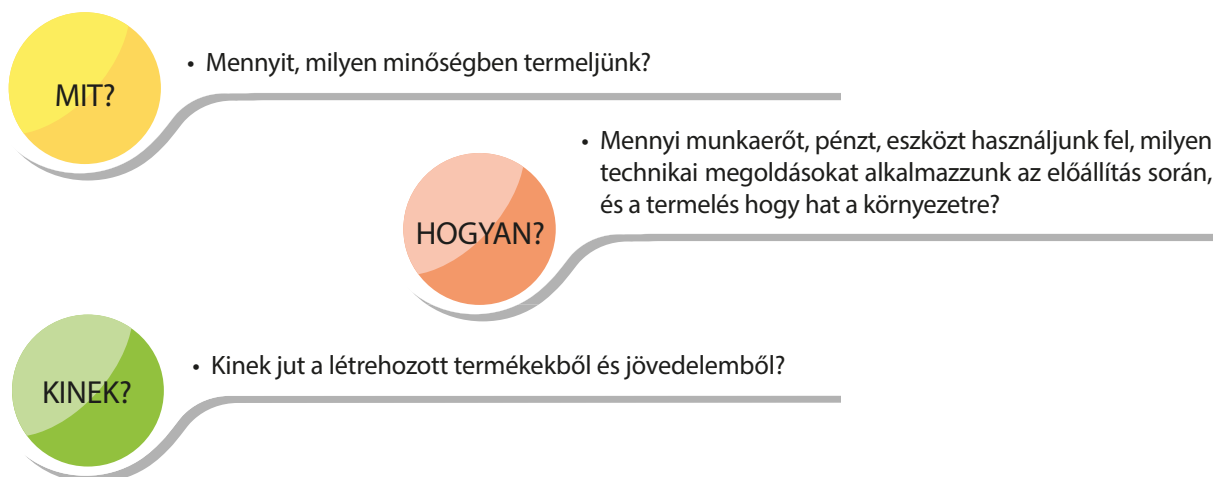 MIT?
• Mennyit, milyen minőségben termeljünk?
HOGYAN?
• Mennyi munkaerőt, pénzt, eszközt használjunk fel, milyen
technikai megoldásokat alkalmazzunk az előállítás során,
és a termelés hogy hat a környezetre?
KINEK?
• Kinek jut a létrehozott termékekből és jövedelemből?